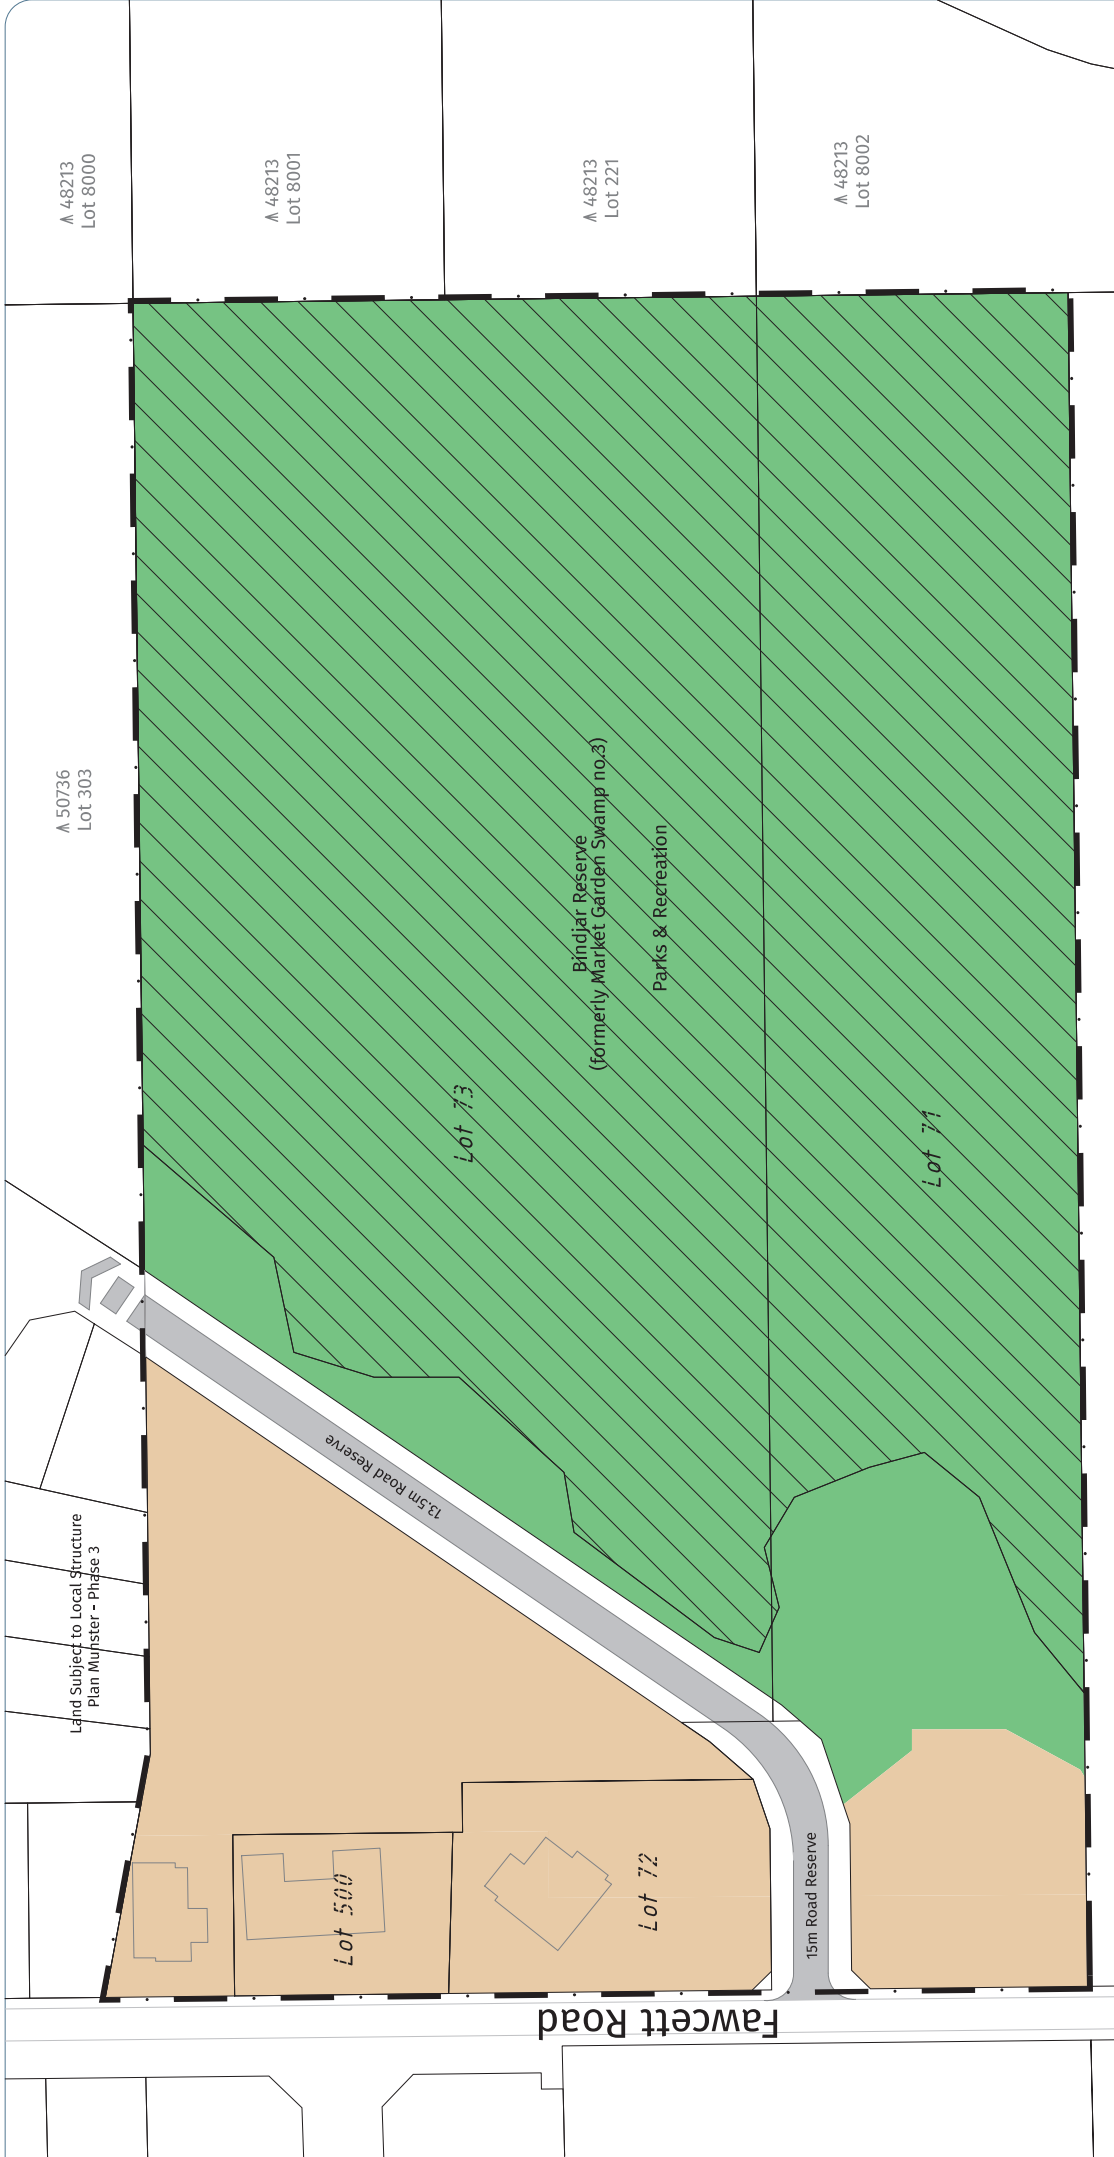 ⩚ 48213
Lot 8000
⩚ 48213
Lot 8001
⩚ 48213
Lot 221
⩚ 48213
Lot 8002
⩚ 50736
Lot 303
Bindjar Reserve
(formerly Market Garden Swamp no.3)
Parks & Recreation
Lot 73
Lot 71
13.5m Road Reserve
Land Subject to Local Structure
Plan Munster - Phase 3
Lot 500
Lot 72
15m Road Reserve
Fawcett Road